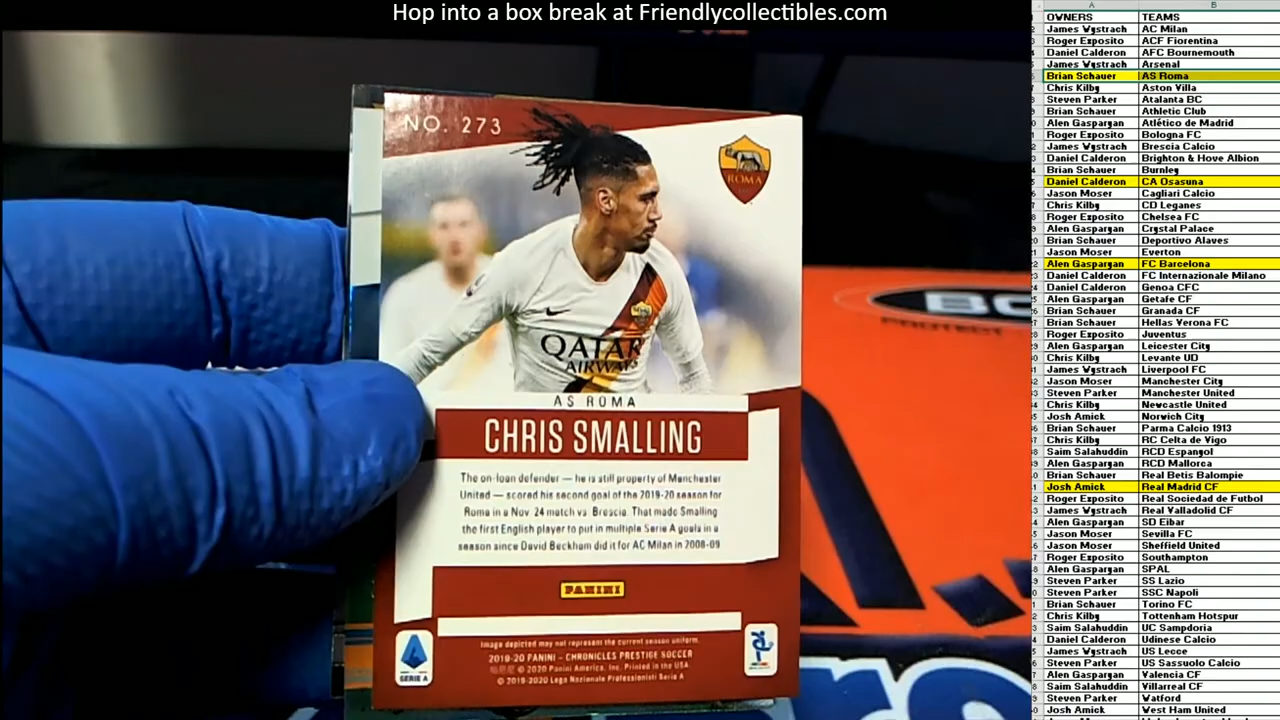 Hop into a box break at Friendlycollectibles.com
NO. 273
ROMA
QATAR
AIRWAYS
AS ROMA
CHRIS SMALLING
The on-loan defender — he is still property of Manchester
United — scored his second goal of the 2019-20 season for
Roma in a Nov. 24 match vs. Brescia. That made Smalling
the first English player to put in multiple Serie A goals in a
season since David Beckham did it for AC Milan in 2008-09
PANINI
Image depicted may not represent the current season uniform.
2019-20 PANINI – CHRONICLES PRESTIGE SOCCER
© 2020 Panini America, Inc. Printed in the USA.
© 2019-2020 Lega Nazionale Professionisti Serie A
SERIE A
BO
A B
OWNERS TEAMS
James Wystrach AC Milan
Roger Exposito ACF Fiorentina
Daniel Calderon AFC Bournemouth
James Wystrach Arsenal
Brian Schauer AS Roma
Chris Kilby Aston Villa
Steven Parker Atalanta BC
Brian Schauer Athletic Club
Alen Gaspargan Atlético de Madrid
Roger Exposito Bologna FC
James Wystrach Brescia Calcio
Daniel Calderon Brighton & Hove Albion
Brian Schauer Burnley
Daniel Calderon CA Osasuna
Jason Moser Cagliari Calcio
Chris Kilby CD Leganes
Roger Exposito Chelsea FC
Alen Gaspargan Crystal Palace
Brian Schauer Deportivo Alaves
Jason Moser Everton
Alen Gaspargan FC Barcelona
Daniel Calderon FC Internazionale Milano
Daniel Calderon Genoa CFC
Alen Gaspargan Getafe CF
Brian Schauer Granada CF
Brian Schauer Hellas Verona FC
Roger Exposito Juventus
Alen Gaspargan Leicester City
Chris Kilby Levante UD
James Wystrach Liverpool FC
Jason Moser Manchester City
Steven Parker Manchester United
Chris Kilby Newcastle United
Josh Amick Norwich City
Brian Schauer Parma Calcio 1913
Chris Kilby RC Celta de Vigo
Saim Salahuddin RCD Espanyol
Alen Gaspargan RCD Mallorca
Brian Schauer Real Betis Balompie
Josh Amick Real Madrid CF
Roger Exposito Real Sociedad de Futbol
James Wystrach Real Valladolid CF
Alen Gaspargan SD Eibar
Jason Moser Sevilla FC
Jason Moser Sheffield United
Roger Exposito Southampton
Alen Gaspargan SPAL
Steven Parker SS Lazio
Steven Parker SSC Napoli
Brian Schauer Torino FC
Chris Kilby Tottenham Hotspur
Saim Salahuddin UC Sampdoria
Daniel Calderon Udinese Calcio
James Wystrach US Lecce
Steven Parker US Sassuolo Calcio
Alen Gaspargan Valencia CF
Saim Salahuddin Villarreal CF
Steven Parker Watford
Josh Amick West Ham United